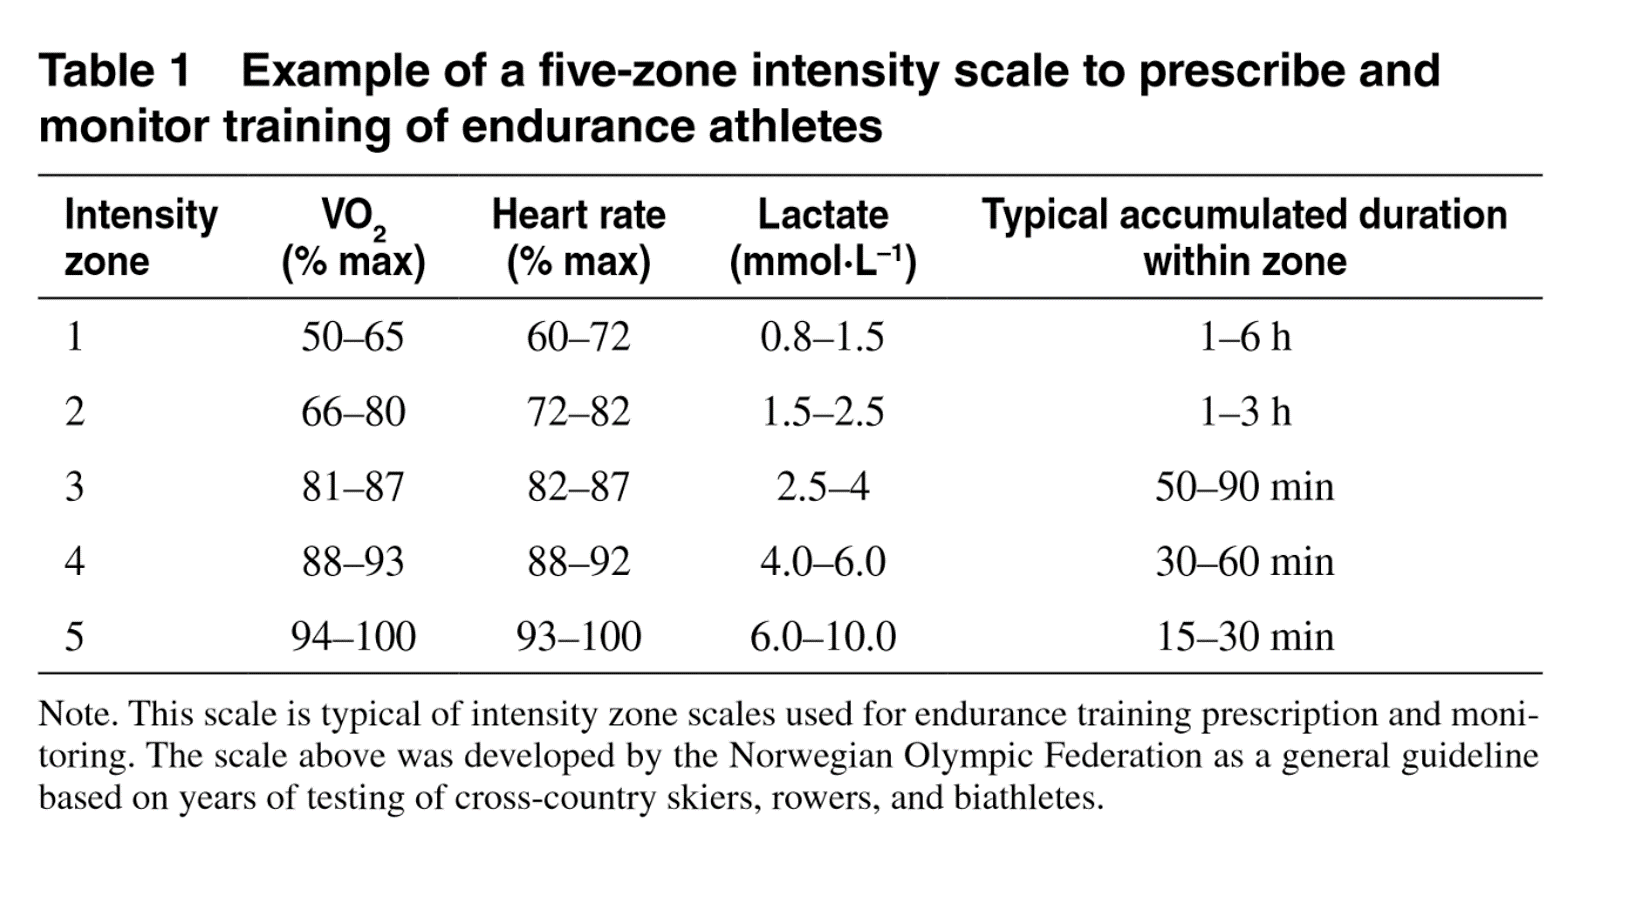 Table 1 Example of a five-zone intensity scale to prescribe and
monitor training of endurance athletes
Intensity zone VO₂ (% max) Heart rate (% max) Lactate (mmol·L⁻¹) Typical accumulated duration within zone
1 50–65 60–72 0.8–1.5 1–6 h
2 66–80 72–82 1.5–2.5 1–3 h
3 81–87 82–87 2.5–4 50–90 min
4 88–93 88–92 4.0–6.0 30–60 min
5 94–100 93–100 6.0–10.0 15–30 min
Note. This scale is typical of intensity zone scales used for endurance training prescription and moni-
toring. The scale above was developed by the Norwegian Olympic Federation as a general guideline
based on years of testing of cross-country skiers, rowers, and biathletes.